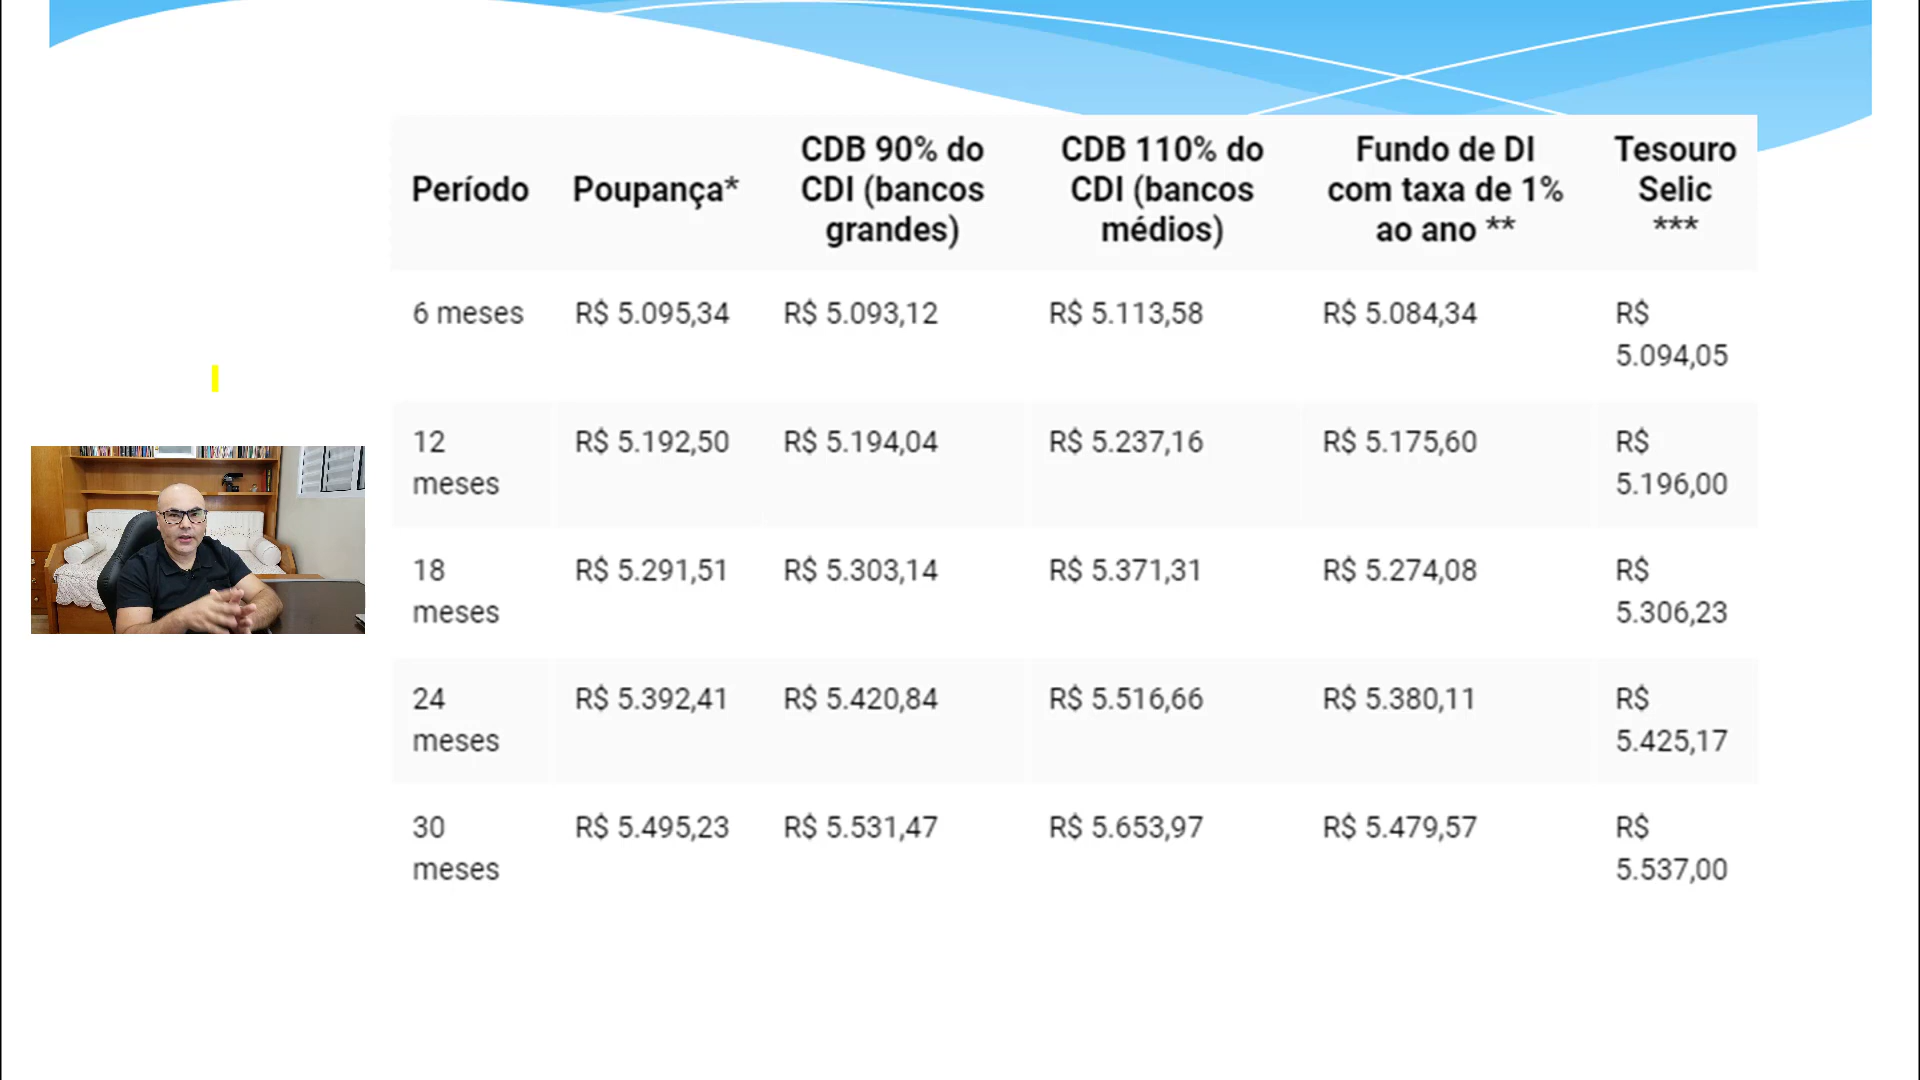 Período
Poupança*
CDB 90% do
CDI (bancos
grandes)
CDB 110% do
CDI (bancos
médios)
Fundo de DI
com taxa de 1%
ao ano **
Tesouro
Selic
***
6 meses
R$ 5.095,34
R$ 5.093,12
R$ 5.113,58
R$ 5.084,34
R$
5.094,05
12
meses
R$ 5.192,50
R$ 5.194,04
R$ 5.237,16
R$ 5.175,60
R$
5.196,00
18
meses
R$ 5.291,51
R$ 5.303,14
R$ 5.371,31
R$ 5.274,08
R$
5.306,23
24
meses
R$ 5.392,41
R$ 5.420,84
R$ 5.516,66
R$ 5.380,11
R$
5.425,17
30
meses
R$ 5.495,23
R$ 5.531,47
R$ 5.653,97
R$ 5.479,57
R$
5.537,00